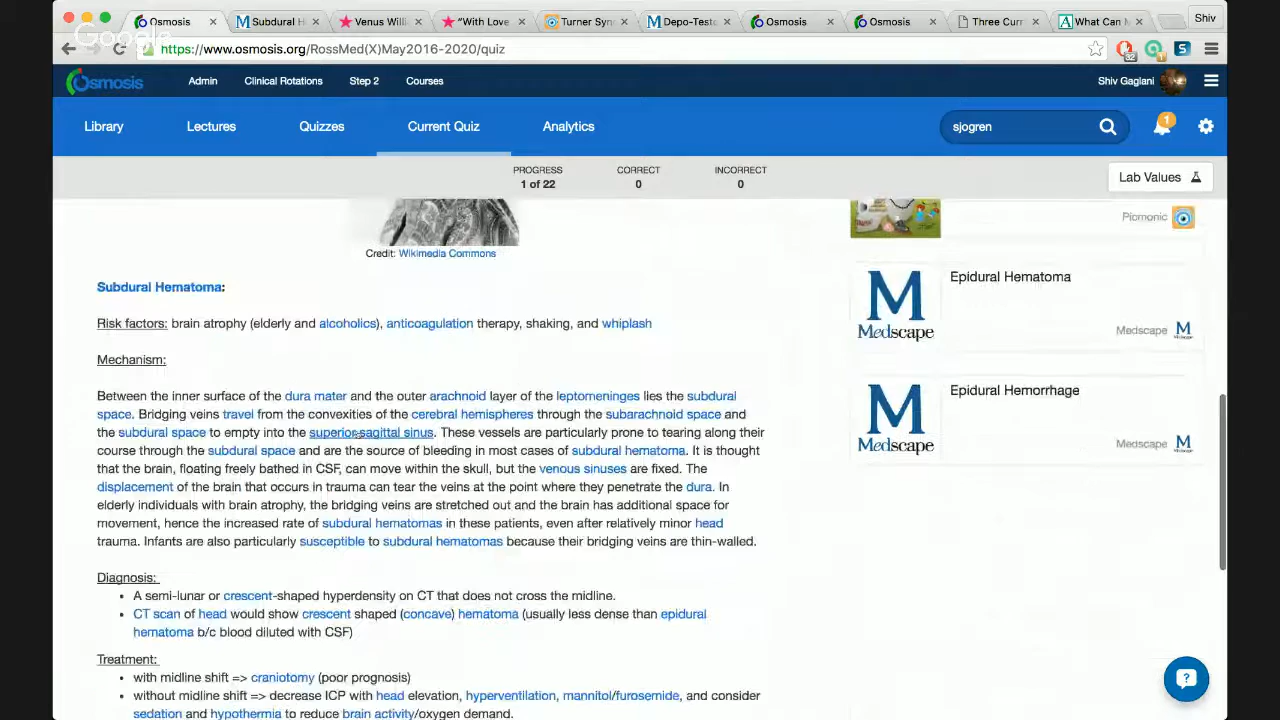 Osmosis
Subdural H
Venus Willi
"With Love
Turner Syn
Depo-Testo
Osmosis
Osmosis
Three Curr
What Can M
Shiv
Google
https://www.osmosis.org/RossMed(X)May2016-2020/quiz
32
1
Osmosis
Admin
Clinical Rotations
Step 2
Courses
Shiv Gaglani
Library
Lectures
Quizzes
Current Quiz
Analytics
sjogren
1
PROGRESS
1 of 22
CORRECT
0
INCORRECT
0
Lab Values
Credit: Wikimedia Commons
Subdural Hematoma:
Risk factors: brain atrophy (elderly and alcoholics), anticoagulation therapy, shaking, and whiplash
Mechanism:
Between the inner surface of the dura mater and the outer arachnoid layer of the leptomeninges lies the subdural
space. Bridging veins travel from the convexities of the cerebral hemispheres through the subarachnoid space and
the subdural space to empty into the superior sagittal sinus. These vessels are particularly prone to tearing along their
course through the subdural space and are the source of bleeding in most cases of subdural hematoma. It is thought
that the brain, floating freely bathed in CSF, can move within the skull, but the venous sinuses are fixed. The
displacement of the brain that occurs in trauma can tear the veins at the point where they penetrate the dura. In
elderly individuals with brain atrophy, the bridging veins are stretched out and the brain has additional space for
movement, hence the increased rate of subdural hematomas in these patients, even after relatively minor head
trauma. Infants are also particularly susceptible to subdural hematomas because their bridging veins are thin-walled.
Diagnosis:
• A semi-lunar or crescent-shaped hyperdensity on CT that does not cross the midline.
• CT scan of head would show crescent shaped (concave) hematoma (usually less dense than epidural
hematoma b/c blood diluted with CSF)
Treatment:
• with midline shift => craniotomy (poor prognosis)
• without midline shift => decrease ICP with head elevation, hyperventilation, mannitol/furosemide, and consider
sedation and hypothermia to reduce brain activity/oxygen demand.
Picmonic
M
Medscape
Epidural Hematoma
Medscape
M
M
Medscape
Epidural Hemorrhage
Medscape
M